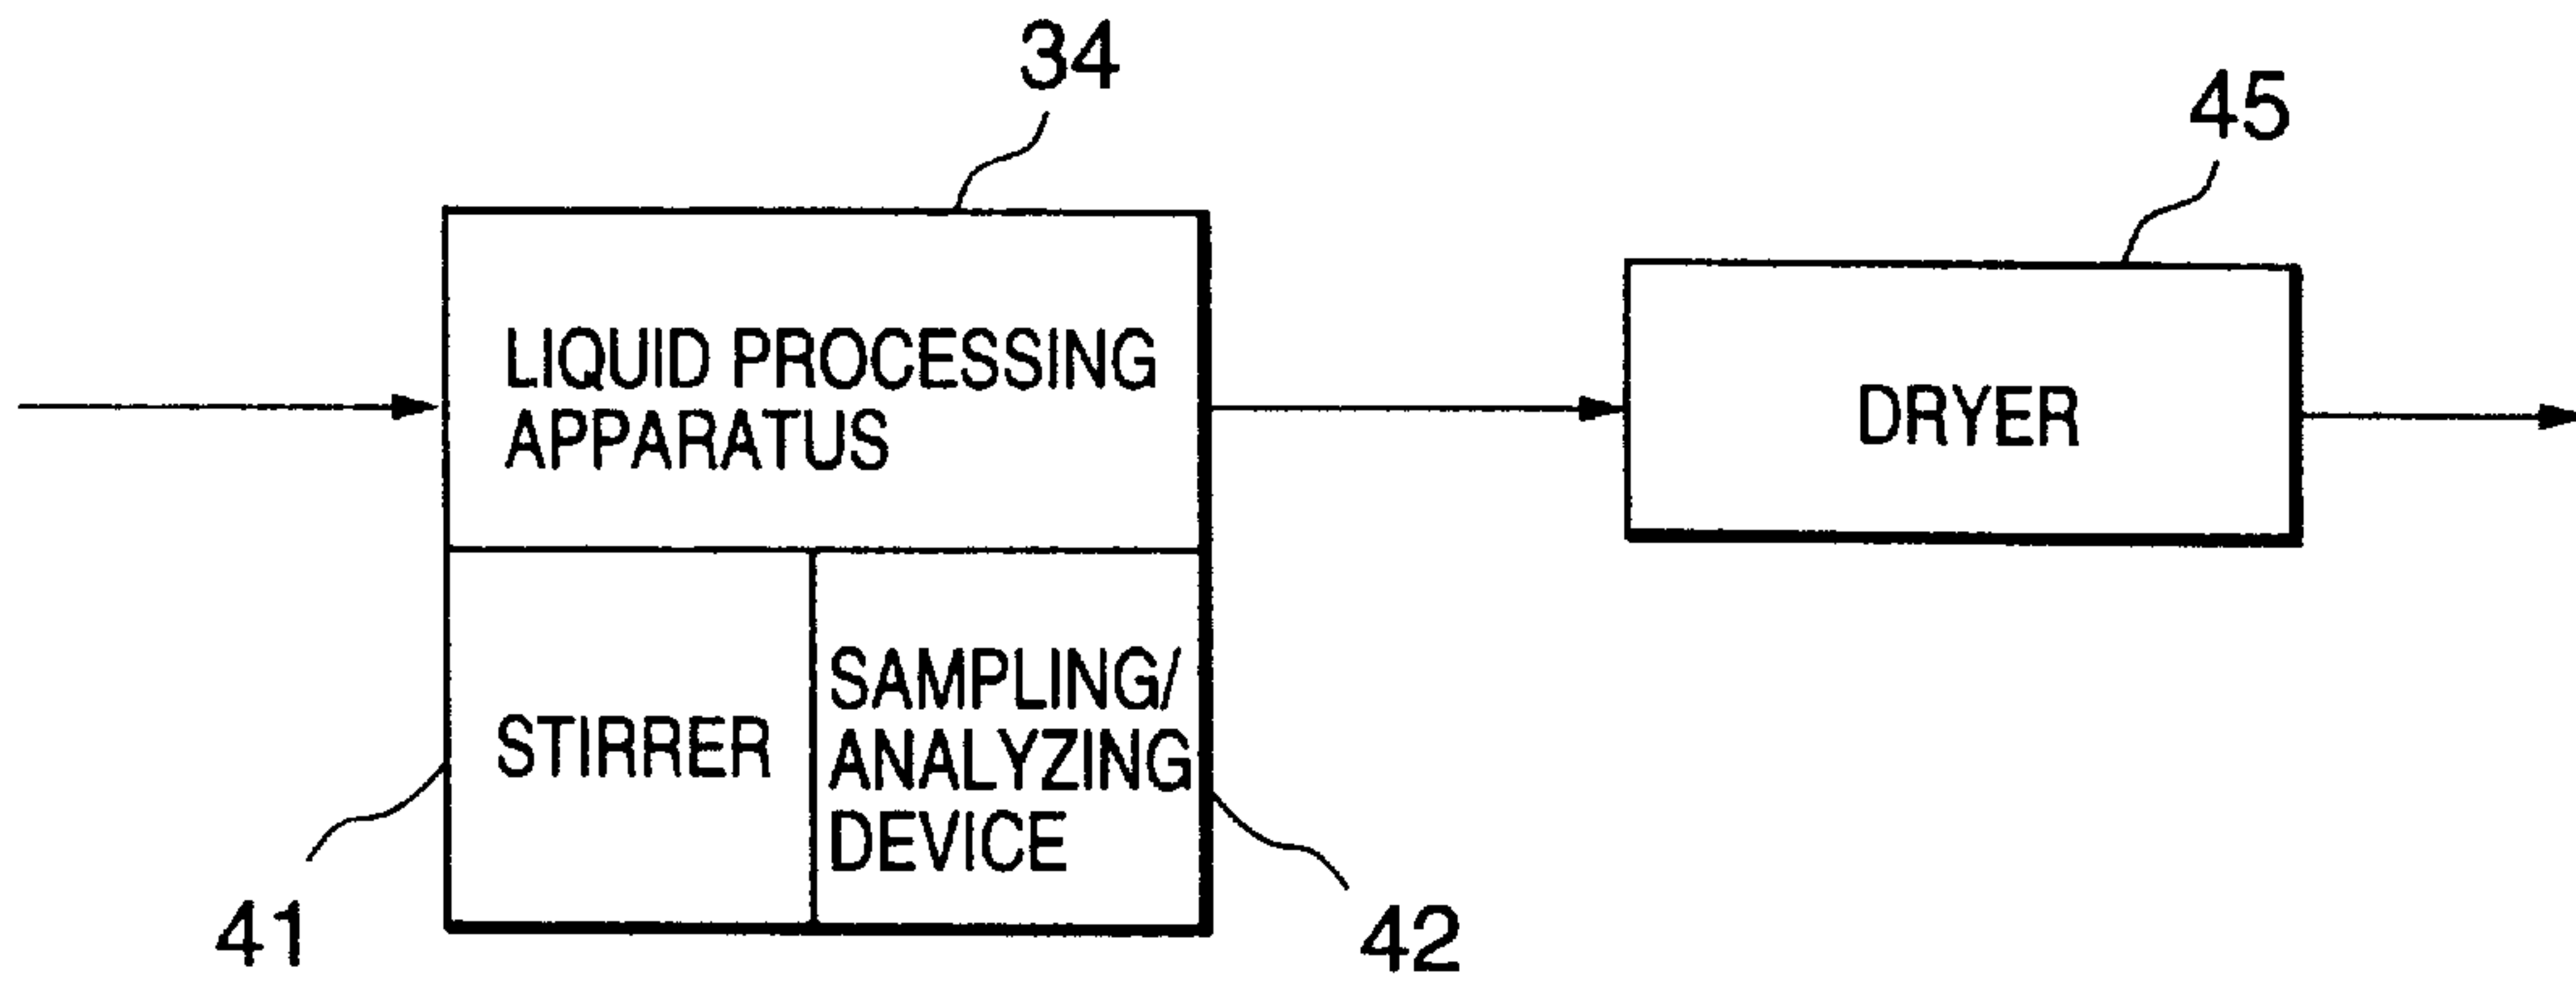 34
45
LIQUID PROCESSING
APPARATUS
DRYER
STIRRER
SAMPLING/
ANALYZING
DEVICE
41
42